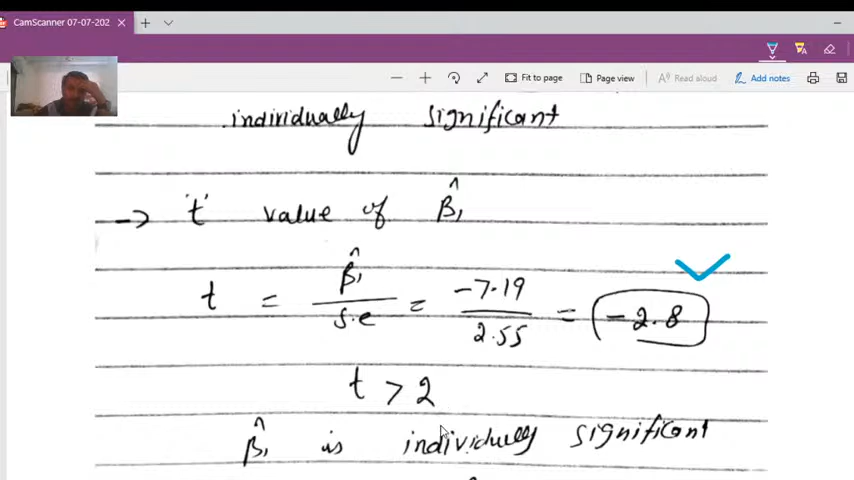 CamScanner 07-07-202
Fit to page
Page view
Read aloud
Add notes
individually significant
→ 't' value of β̂₁
t = β̂₁ / s.e = -7.19 / 2.55 = -2.8
t > 2
β̂₁ is individually significant